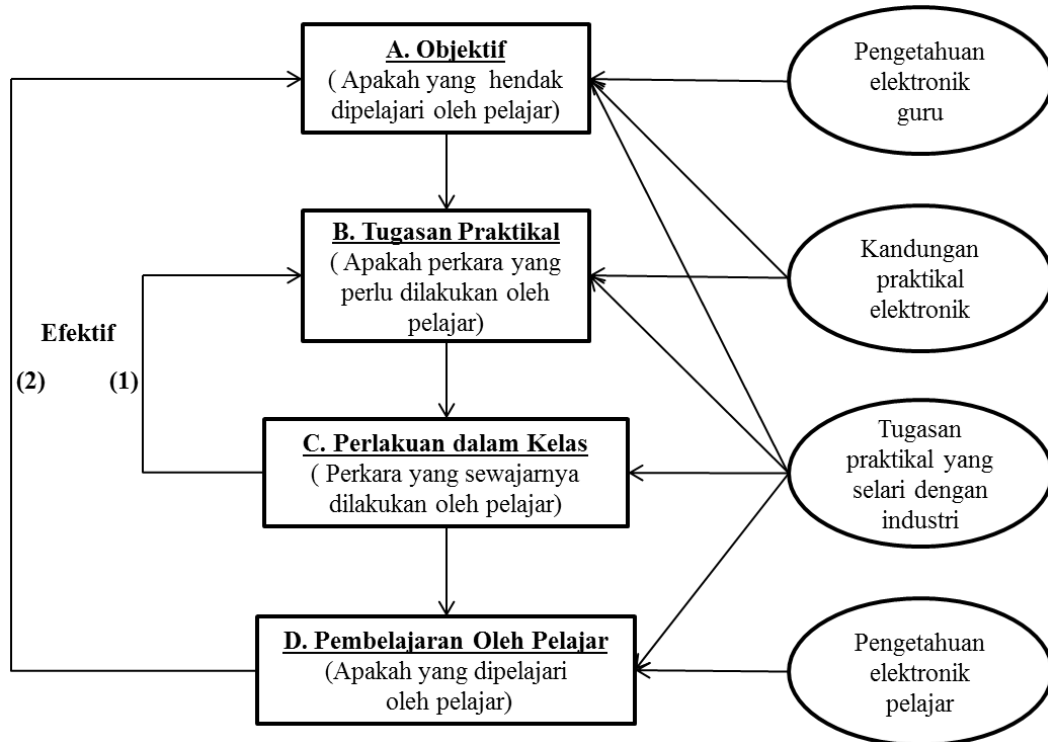 A. Objektif
( Apakah yang hendak
dipelajari oleh pelajar)
Pengetahuan
elektronik
guru
B. Tugasan Praktikal
( Apakah perkara yang
perlu dilakukan oleh
pelajar)
Kandungan
praktikal
elektronik
Efektif
(2)
(1)
C. Perlakuan dalam Kelas
( Perkara yang sewajarnya
dilakukan oleh pelajar)
Tugasan
praktikal yang
selari dengan
industri
D. Pembelajaran Oleh Pelajar
(Apakah yang dipelajari
oleh pelajar)
Pengetahuan
elektronik
pelajar